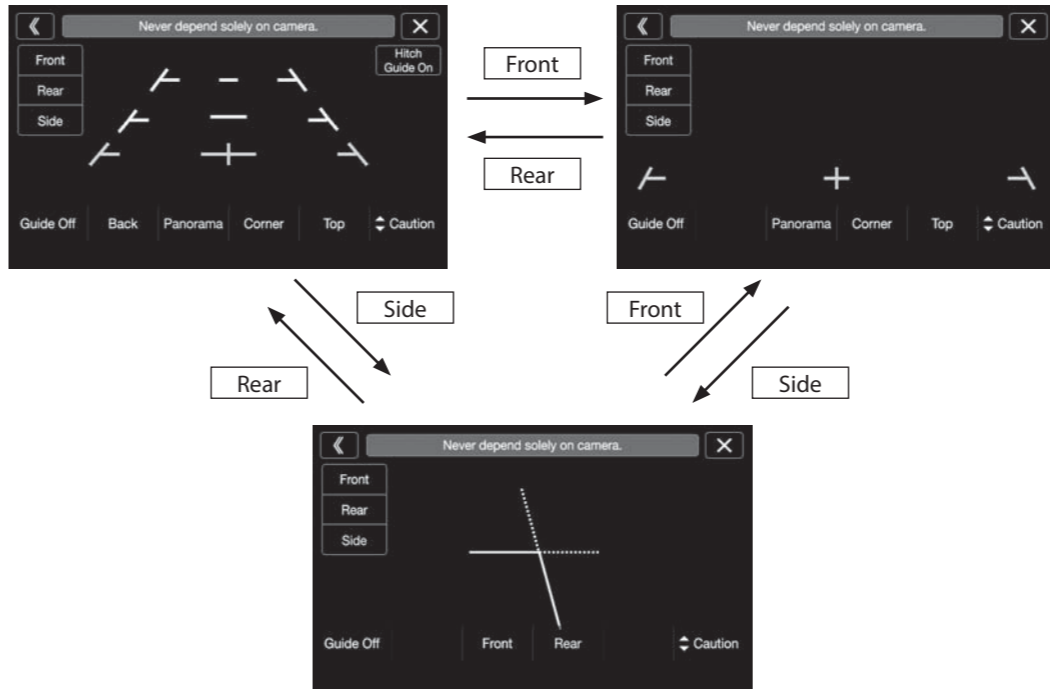 Never depend solely on camera.
Front
Rear
Side
Hitch
Guide On
Guide Off
Back
Panorama
Corner
Top
Caution
Front
Rear
Never depend solely on camera.
Front
Rear
Side
Guide Off
Panorama
Corner
Top
Caution
Side
Rear
Front
Side
Never depend solely on camera.
Front
Rear
Side
Guide Off
Front
Rear
Caution